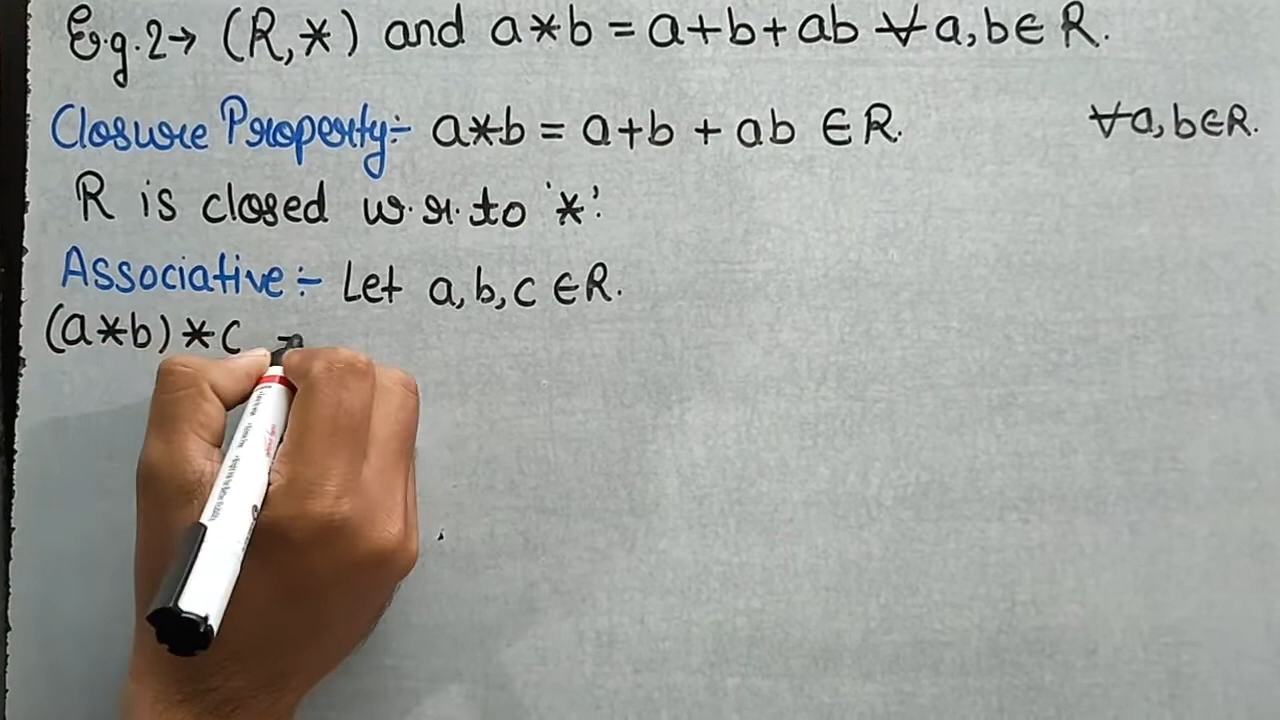 E.g.2→ (R,*) and a*b = a+b+ab ∀ a,b∈ R.
Closure Property:- a*b = a+b + ab ∈R. ∀a,b∈R.
R is closed w.r.to '*'.
Associative:- Let a,b,c ∈R.
(a*b)*c =